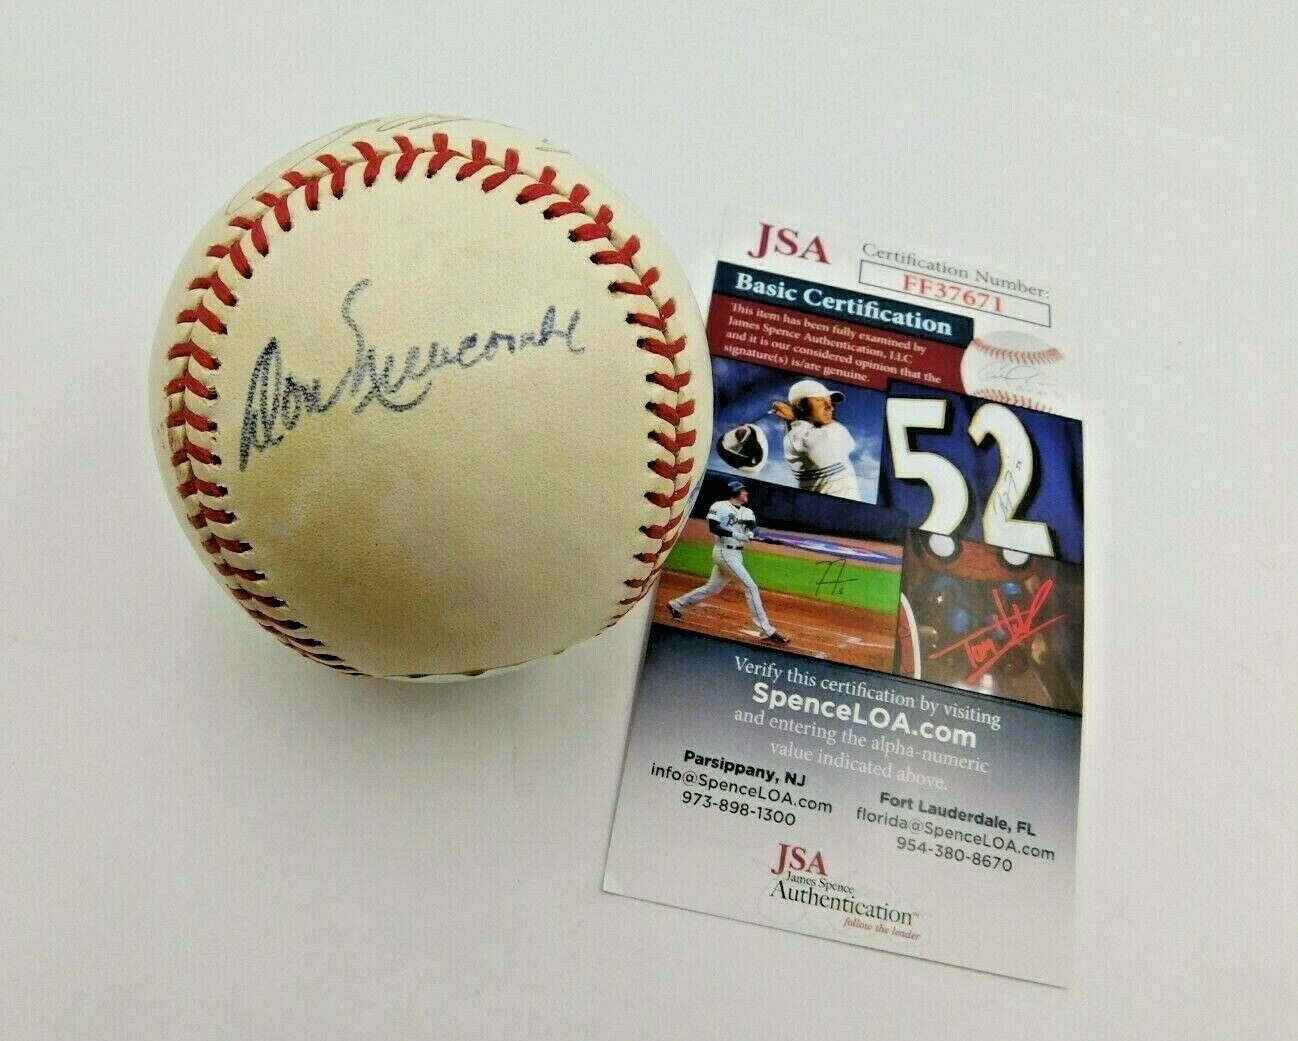 Don Newcombe
JSA
Certification Number:
FF37671
Basic Certification
This item has been fully examined by
James Spence Authentication, LLC
and it is our considered opinion that the
signature(s) is/are genuine.
52
Verify this certification by visiting
SpenceLOA.com
and entering the alpha-numeric
value indicated above.
Parsippany, NJ
info@SpenceLOA.com
973-898-1300
Fort Lauderdale, FL
florida@SpenceLOA.com
954-380-8670
JSA
James Spence
Authentication™
follow the leader